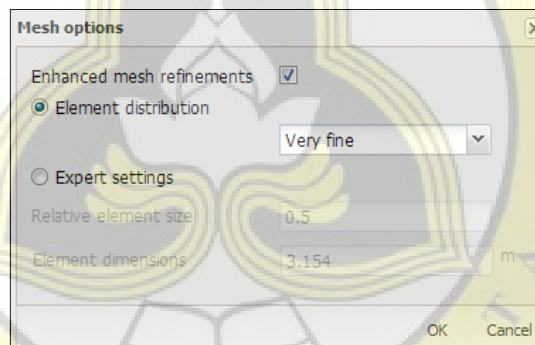 Mesh options
Enhanced mesh refinements
Element distribution
Very fine
Expert settings
Relative element size 0.5
Element dimensions 3.154 m
OK Cancel